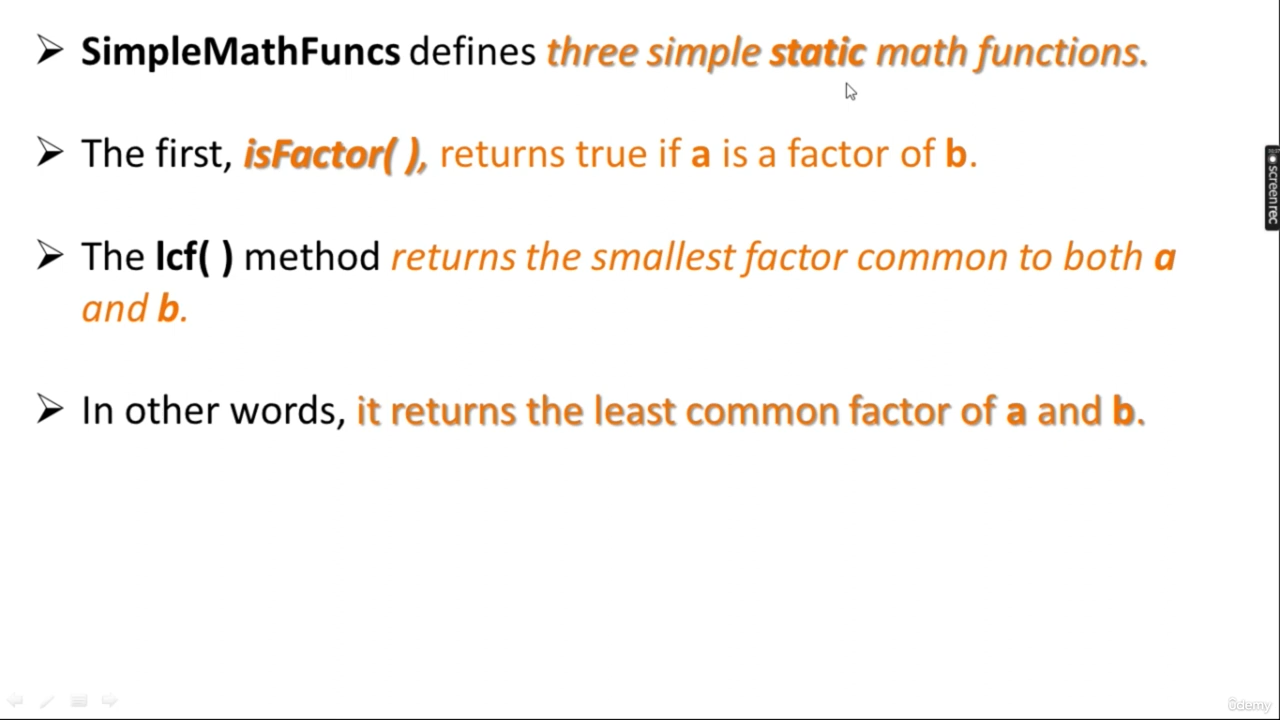 ➢ SimpleMathFuncs defines three simple static math functions.
➢ The first, isFactor( ), returns true if a is a factor of b.
➢ The lcf( ) method returns the smallest factor common to both a
and b.
➢ In other words, it returns the least common factor of a and b.
screenrec
ûdemy